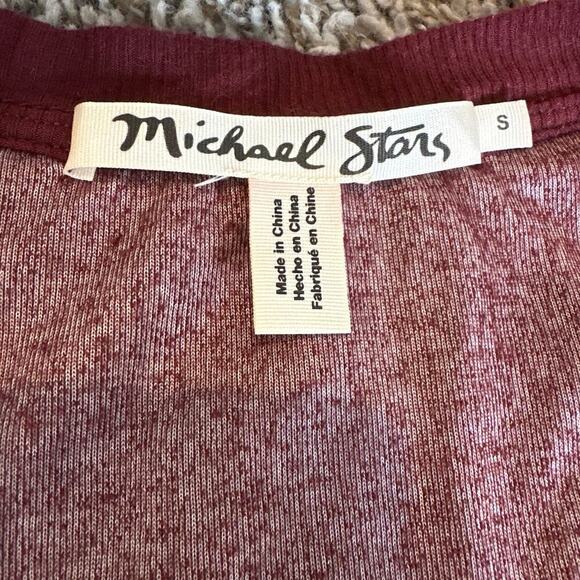 Michael Stars
S
Made in China
Hecho en China
Fabriqué en Chine